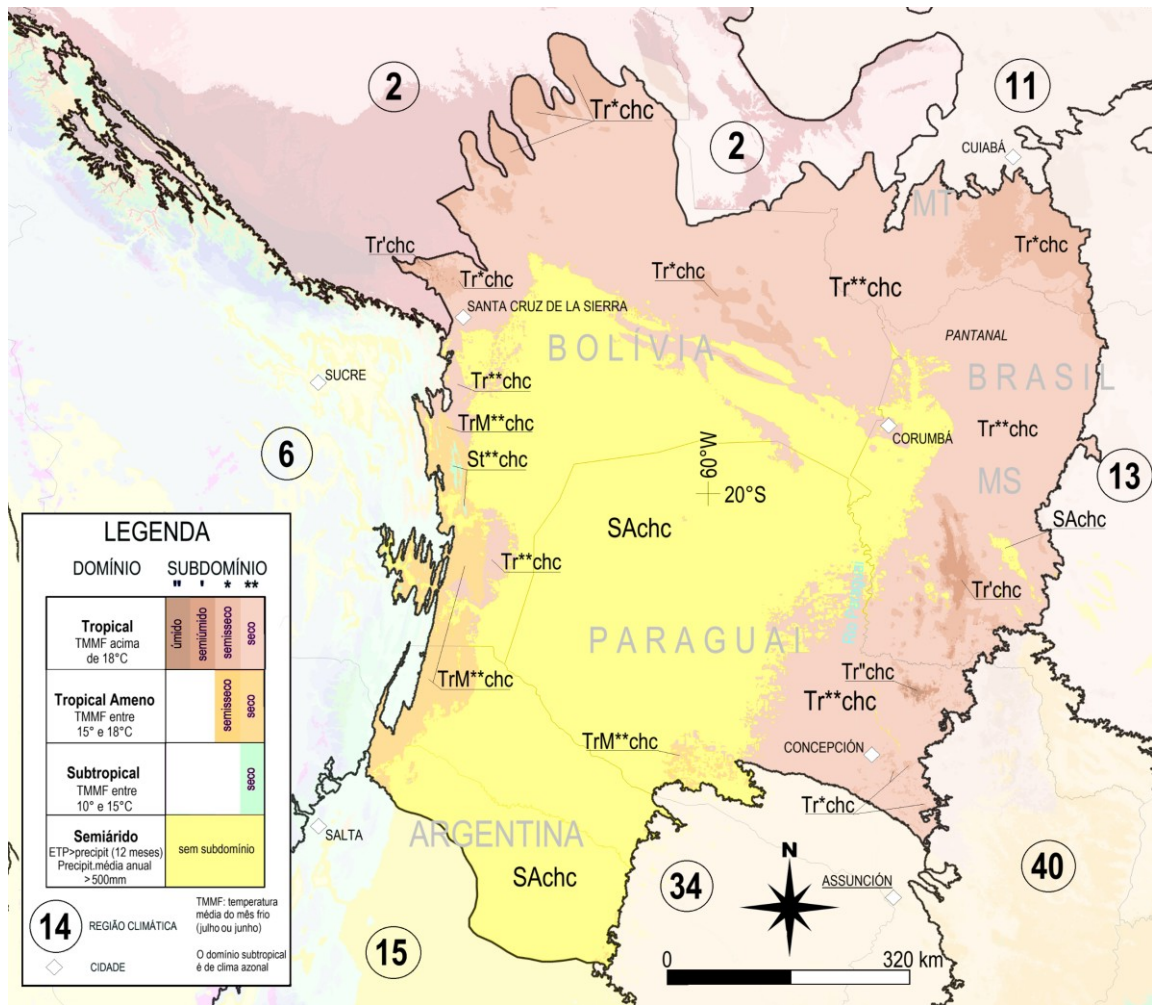 2
11
Tr*chc
2
CUIABÁ
MT
Tr'chc
Tr*chc
Tr*chc
Tr*chc
Tr**chc
SANTA CRUZ DE LA SIERRA
BOLÍVIA
PANTANAL
BRASIL
SUCRE
Tr**chc
TrM**chc
St**chc
CORUMBÁ
Tr**chc
6
60°W
20°S
MS
13
SAchc
SAchc
Tr**chc
Tr'chc
Rio Paraguai
PARAGUAI
TrM**chc
Tr"chc
Tr**chc
TrM**chc
CONCEPCIÓN
Tr*chc
SALTA
ARGENTINA
SAchc
34
N
ASSUNCIÓN
40
15
0
320 km
LEGENDA
DOMÍNIO
SUBDOMÍNIO
" ' * **
Tropical
TMMF acima
de 18°C
úmido
semiúmido
semisseco
seco
Tropical Ameno
TMMF entre
15° e 18°C
semisseco
seco
Subtropical
TMMF entre
10° e 15°C
seco
Semiárido
ETP>precipit (12 meses)
Precipit.média anual
> 500mm
sem subdomínio
14
REGIÃO CLIMÁTICA
CIDADE
TMMF: temperatura
média do mês frio
(julho ou junho)
O domínio subtropical
é de clima azonal